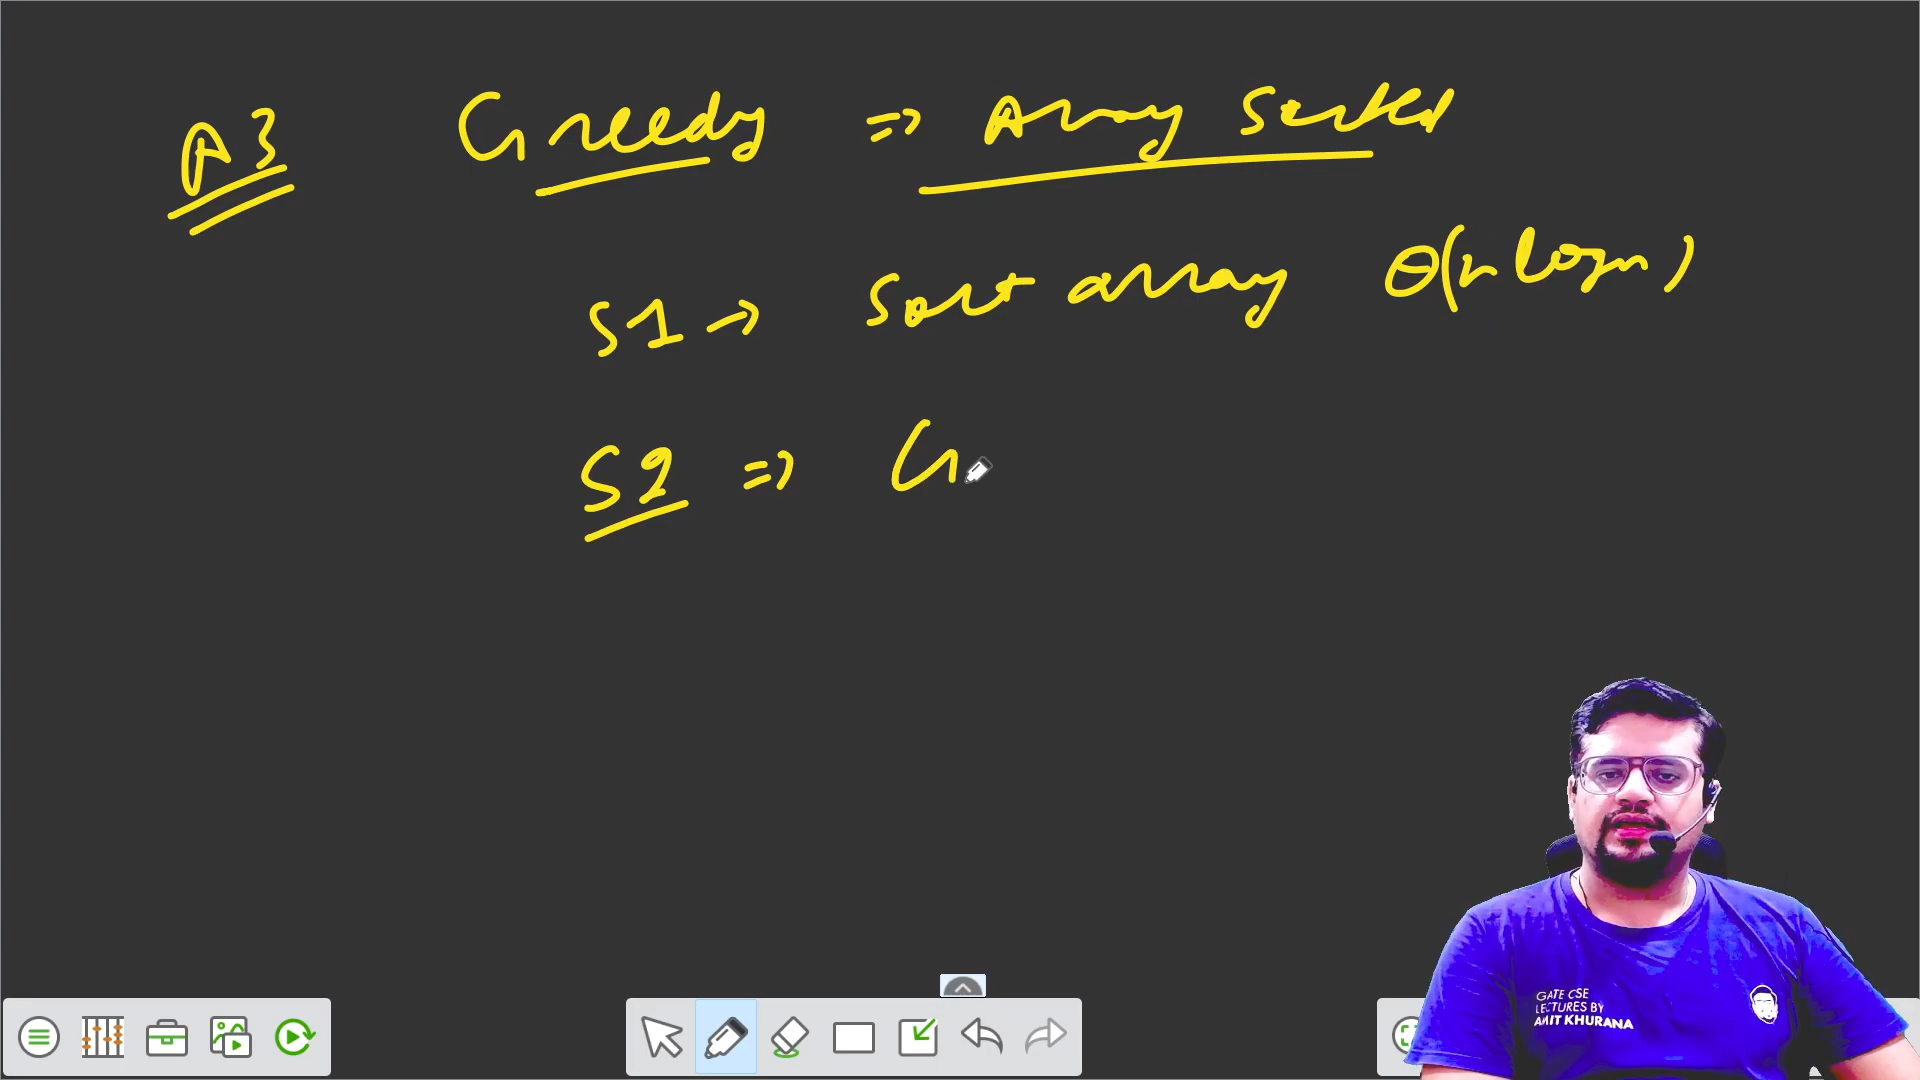 A3 Greedy => Array Sorted
S1 → Sort array θ(n logn)
S2 => G
GATE CSE
LECTURES BY
AMIT KHURANA